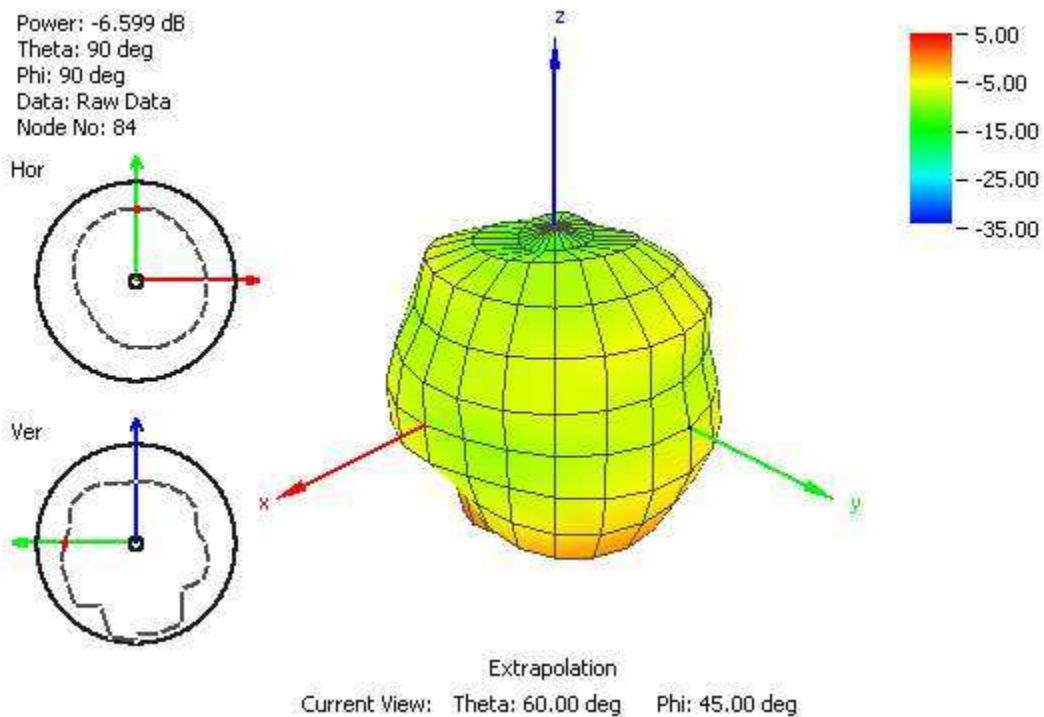 Power: -6.599 dB
Theta: 90 deg
Phi: 90 deg
Data: Raw Data
Node No: 84
Hor
Ver
z
x
y
5.00
-5.00
-15.00
-25.00
-35.00
Extrapolation
Current View: Theta: 60.00 deg Phi: 45.00 deg